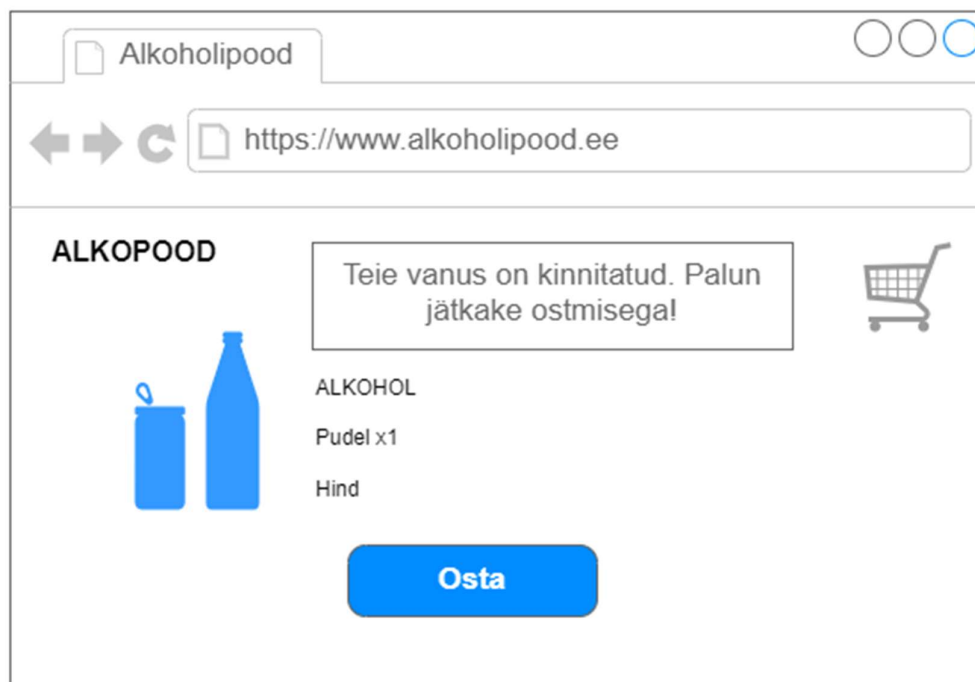 Alkoholipood
https://www.alkoholipood.ee
ALKOPOOD
Teie vanus on kinnitatud. Palun
jätkake ostmisega!
ALKOHOL
Pudel x1
Hind
Osta